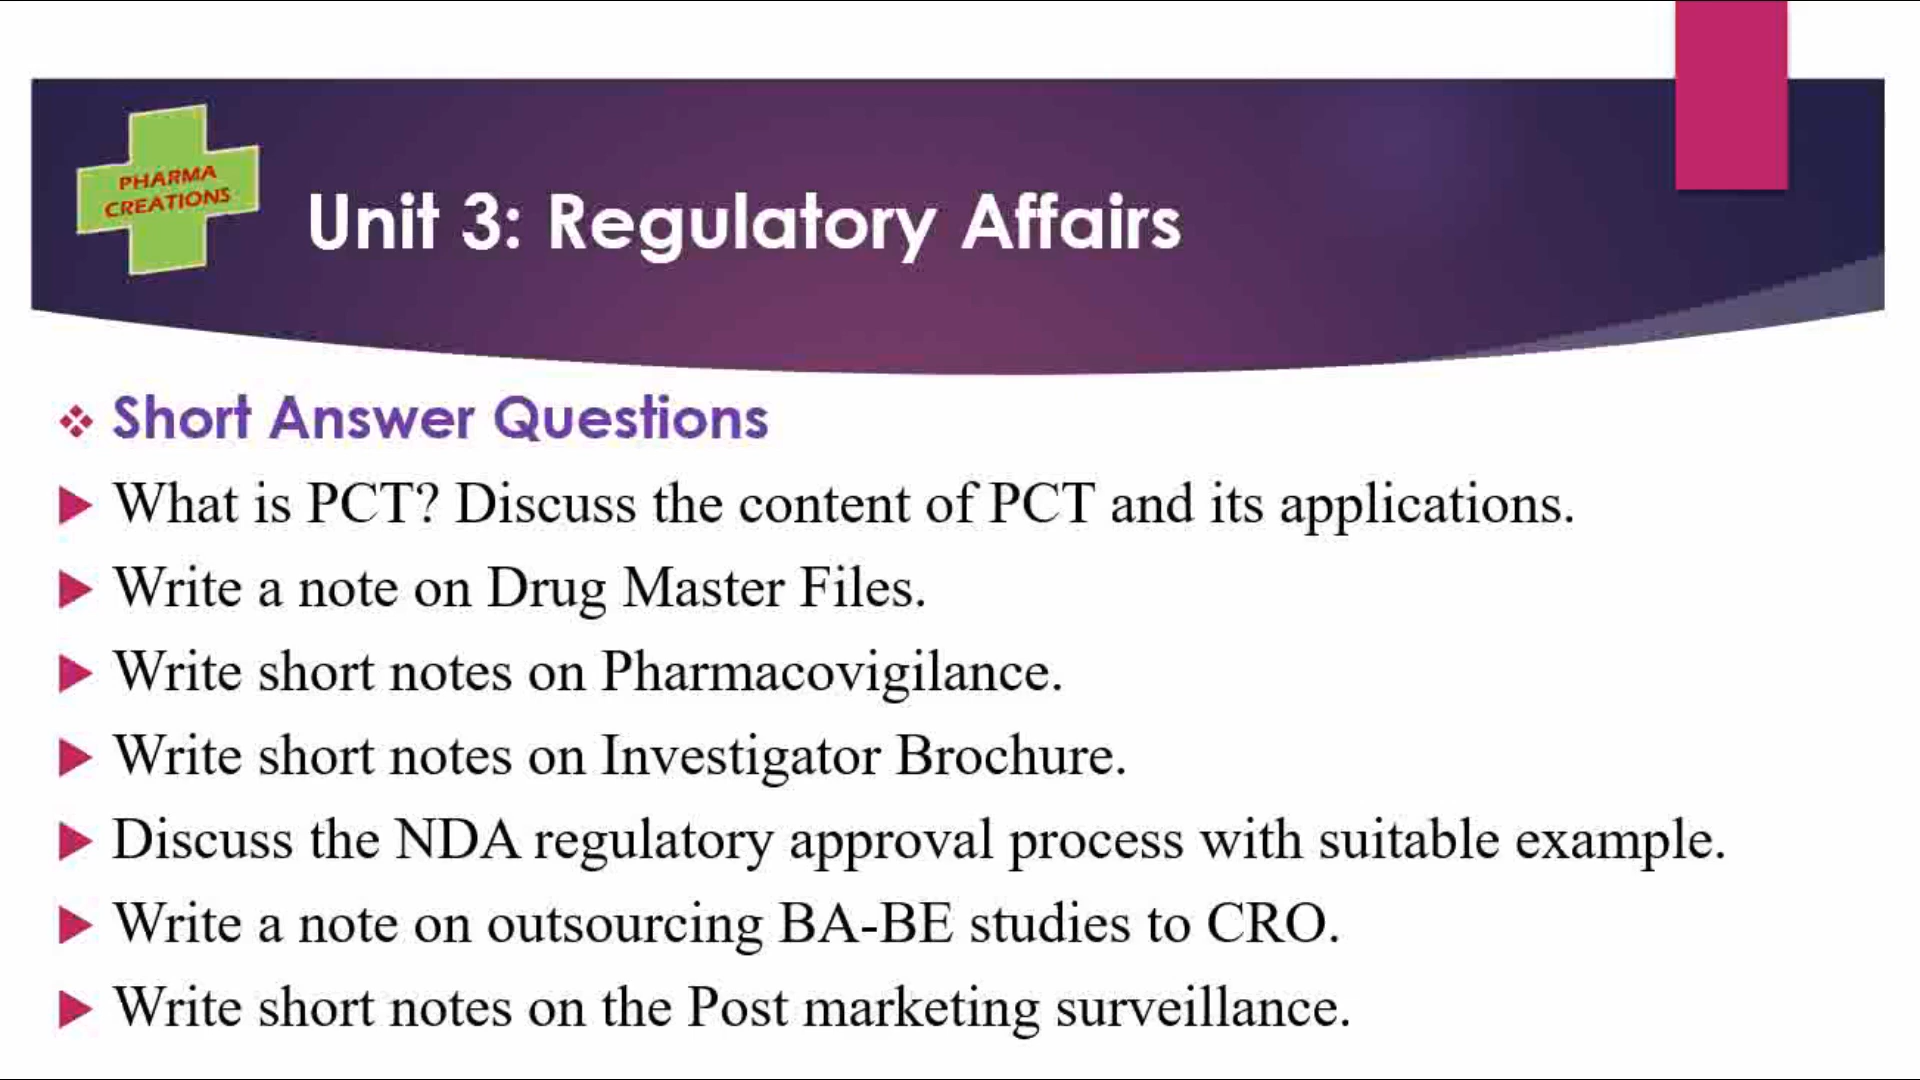 PHARMA
CREATIONS
Unit 3: Regulatory Affairs
Short Answer Questions
What is PCT? Discuss the content of PCT and its applications.
Write a note on Drug Master Files.
Write short notes on Pharmacovigilance.
Write short notes on Investigator Brochure.
Discuss the NDA regulatory approval process with suitable example.
Write a note on outsourcing BA-BE studies to CRO.
Write short notes on the Post marketing surveillance.